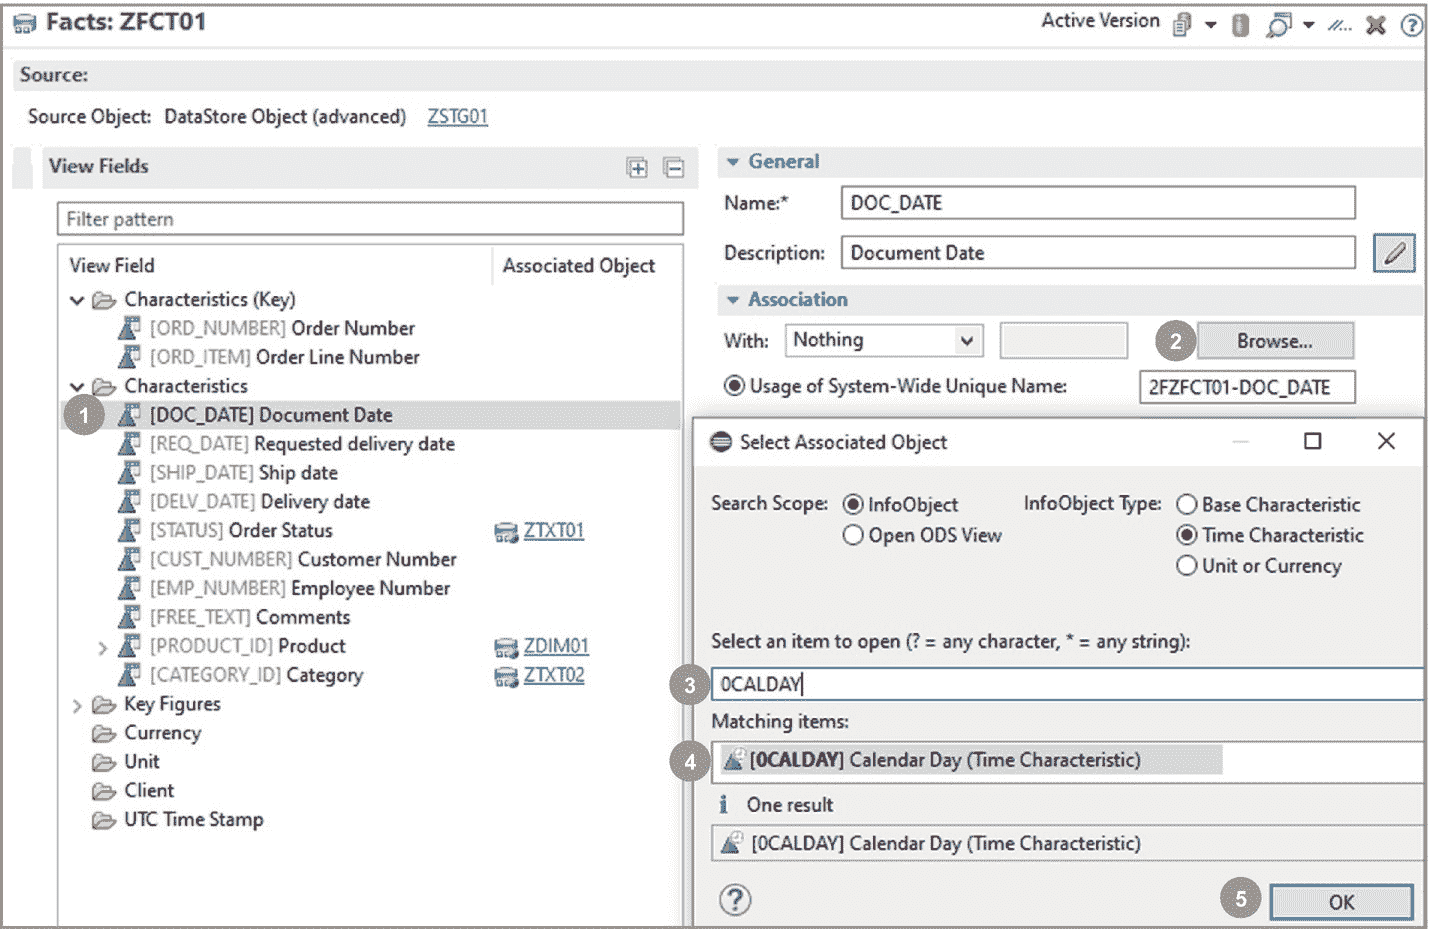 Facts: ZFCT01
Active Version
Source:
Source Object: DataStore Object (advanced) ZSTG01
View Fields
Filter pattern
View Field Associated Object
Characteristics (Key)
[ORD_NUMBER] Order Number
[ORD_ITEM] Order Line Number
Characteristics
1 [DOC_DATE] Document Date
[REQ_DATE] Requested delivery date
[SHIP_DATE] Ship date
[DELV_DATE] Delivery date
[STATUS] Order Status ZTXT01
[CUST_NUMBER] Customer Number
[EMP_NUMBER] Employee Number
[FREE_TEXT] Comments
[PRODUCT_ID] Product ZDIM01
[CATEGORY_ID] Category ZTXT02
Key Figures
Currency
Unit
Client
UTC Time Stamp
General
Name:* DOC_DATE
Description: Document Date
Association
With: Nothing 2 Browse...
Usage of System-Wide Unique Name: 2FZFCT01-DOC_DATE
Select Associated Object
Search Scope: InfoObject InfoObject Type: Base Characteristic
Open ODS View Time Characteristic
Unit or Currency
Select an item to open (? = any character, * = any string):
3 0CALDAY
Matching items:
4 [0CALDAY] Calendar Day (Time Characteristic)
i One result
[0CALDAY] Calendar Day (Time Characteristic)
? 5 OK